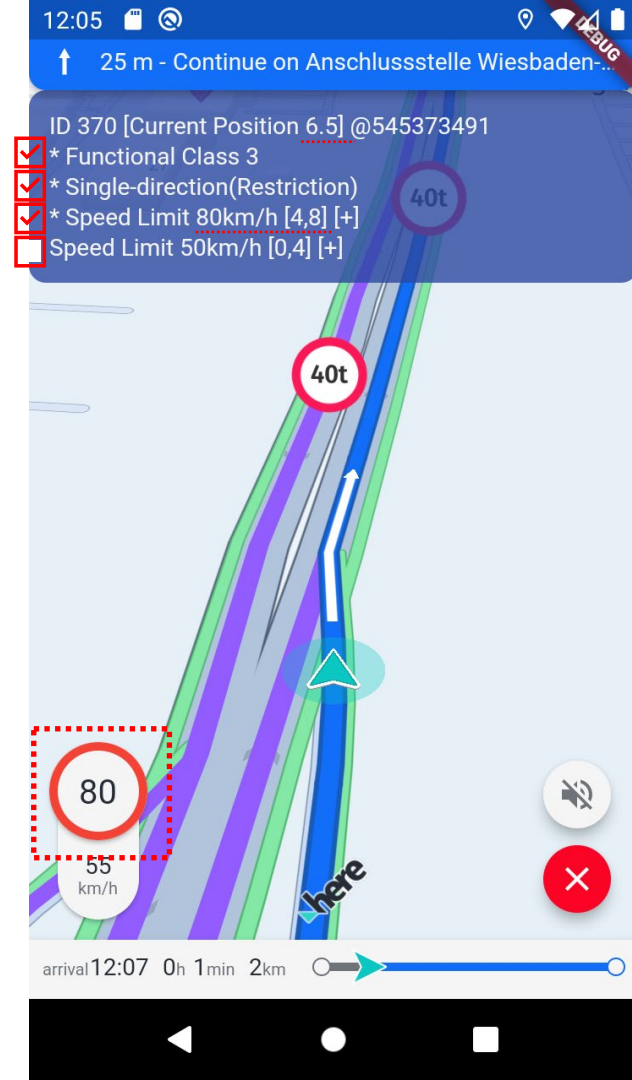 12:05
DEBUG
25 m - Continue on Anschlussstelle Wiesbaden-...
ID 370 [Current Position 6.5] @545373491
* Functional Class 3
* Single-direction(Restriction)
* Speed Limit 80km/h [4,8] [+]
Speed Limit 50km/h [0,4] [+]
40t
40t
80
55
km/h
here
arrival 12:07 0h 1min 2km